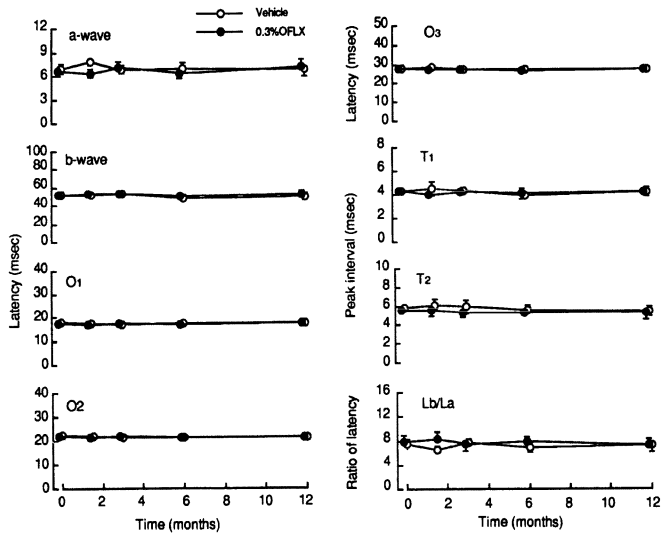 Vehicle
0.3%OFLX
a-wave
12
9
6
3
0
b-wave
100
80
60
40
20
0
Latency (msec)
O1
40
30
20
10
0
O2
40
30
20
10
0
0 2 4 6 8 10 12
Time (months)
O3
Latency (msec)
50
40
30
20
10
0
T1
8
6
4
2
0
Peak interval (msec)
T2
10
8
6
4
2
0
Lb/La
Ratio of latency
16
12
8
4
0
0 2 4 6 8 10 12
Time (months)